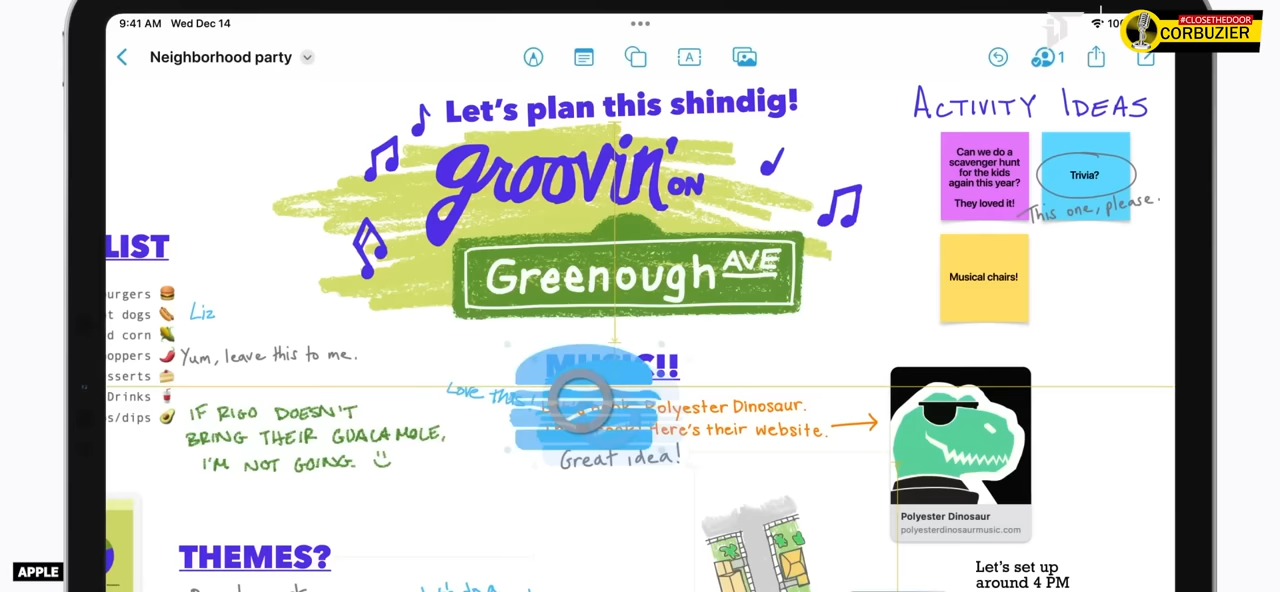 9:41 AM Wed Dec 14
#CLOSETHEDOOR
CORBUZIER
Neighborhood party
A
1
Let's plan this shindig!
groovin' ON
Greenough AVE
ACTIVITY IDEAS
Can we do a
scavenger hunt
for the kids
again this year?
They loved it!
Trivia?
This one, please.
Musical chairs!
LIST
dogs
corn
Drinks
Liz
Yum, leave this to me.
IF RIGO DOESN'T
BRING THEIR GUACAMOLE,
I'M NOT GOING.
MUSIC!!
Love this!
Polyester Dinosaur.
Here's their website.
Great idea!
Polyester Dinosaur
polyesterdinosaurmusic.com
THEMES?
Let's set up
around 4 PM
APPLE